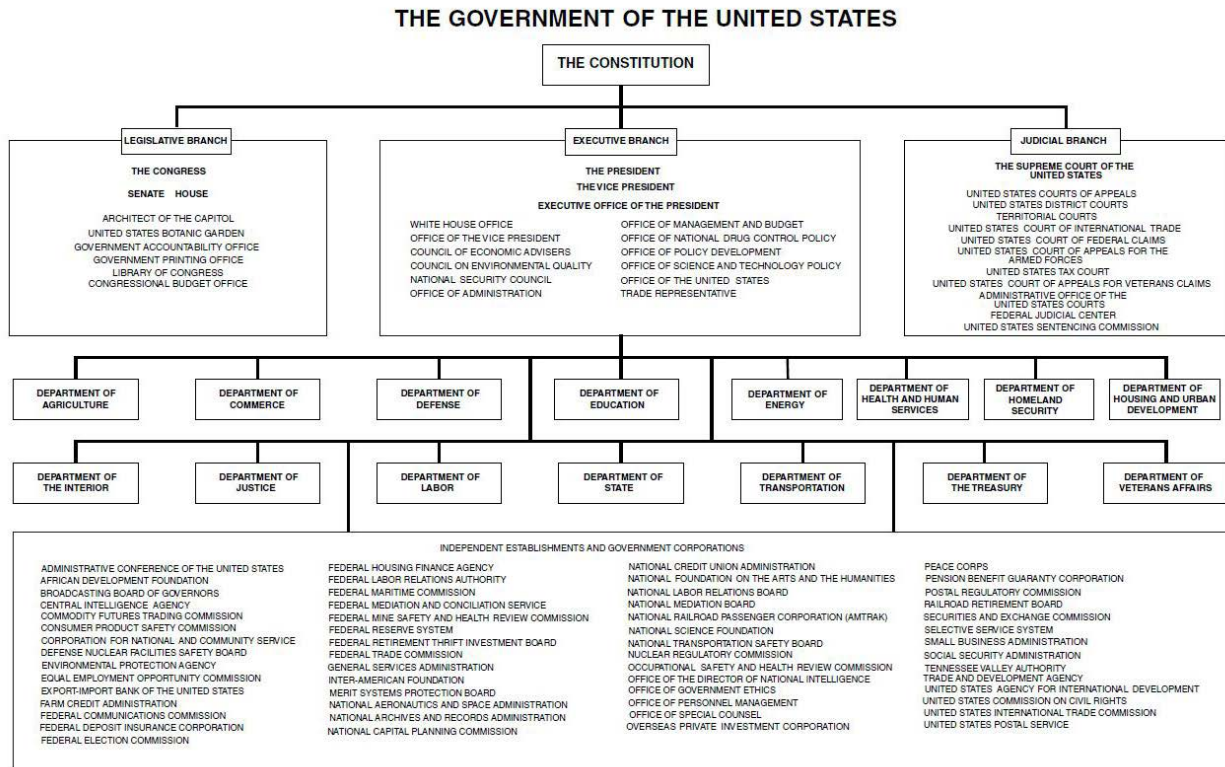 THE GOVERNMENT OF THE UNITED STATES
THE CONSTITUTION
LEGISLATIVE BRANCH
THE CONGRESS
SENATE HOUSE
ARCHITECT OF THE CAPITOL
UNITED STATES BOTANIC GARDEN
GOVERNMENT ACCOUNTABILITY OFFICE
GOVERNMENT PRINTING OFFICE
LIBRARY OF CONGRESS
CONGRESSIONAL BUDGET OFFICE
EXECUTIVE BRANCH
THE PRESIDENT
THE VICE PRESIDENT
EXECUTIVE OFFICE OF THE PRESIDENT
WHITE HOUSE OFFICE
OFFICE OF THE VICE PRESIDENT
COUNCIL OF ECONOMIC ADVISERS
COUNCIL ON ENVIRONMENTAL QUALITY
NATIONAL SECURITY COUNCIL
OFFICE OF ADMINISTRATION
OFFICE OF MANAGEMENT AND BUDGET
OFFICE OF NATIONAL DRUG CONTROL POLICY
OFFICE OF POLICY DEVELOPMENT
OFFICE OF SCIENCE AND TECHNOLOGY POLICY
OFFICE OF THE UNITED STATES
TRADE REPRESENTATIVE
JUDICIAL BRANCH
THE SUPREME COURT OF THE
UNITED STATES
UNITED STATES COURTS OF APPEALS
UNITED STATES DISTRICT COURTS
TERRITORIAL COURTS
UNITED STATES COURT OF INTERNATIONAL TRADE
UNITED STATES COURT OF FEDERAL CLAIMS
UNITED STATES COURT OF APPEALS FOR THE
ARMED FORCES
UNITED STATES TAX COURT
UNITED STATES COURT OF APPEALS FOR VETERANS CLAIMS
ADMINISTRATIVE OFFICE OF THE
UNITED STATES COURTS
FEDERAL JUDICIAL CENTER
UNITED STATES SENTENCING COMMISSION
DEPARTMENT OF
AGRICULTURE
DEPARTMENT OF
COMMERCE
DEPARTMENT OF
DEFENSE
DEPARTMENT OF
EDUCATION
DEPARTMENT OF
ENERGY
DEPARTMENT OF
HEALTH AND HUMAN
SERVICES
DEPARTMENT OF
HOMELAND
SECURITY
DEPARTMENT OF
HOUSING AND URBAN
DEVELOPMENT
DEPARTMENT OF
THE INTERIOR
DEPARTMENT OF
JUSTICE
DEPARTMENT OF
LABOR
DEPARTMENT OF
STATE
DEPARTMENT OF
TRANSPORTATION
DEPARTMENT OF
THE TREASURY
DEPARTMENT OF
VETERANS AFFAIRS
INDEPENDENT ESTABLISHMENTS AND GOVERNMENT CORPORATIONS
ADMINISTRATIVE CONFERENCE OF THE UNITED STATES
AFRICAN DEVELOPMENT FOUNDATION
BROADCASTING BOARD OF GOVERNORS
CENTRAL INTELLIGENCE AGENCY
COMMODITY FUTURES TRADING COMMISSION
CONSUMER PRODUCT SAFETY COMMISSION
CORPORATION FOR NATIONAL AND COMMUNITY SERVICE
DEFENSE NUCLEAR FACILITIES SAFETY BOARD
ENVIRONMENTAL PROTECTION AGENCY
EQUAL EMPLOYMENT OPPORTUNITY COMMISSION
EXPORT-IMPORT BANK OF THE UNITED STATES
FARM CREDIT ADMINISTRATION
FEDERAL COMMUNICATIONS COMMISSION
FEDERAL DEPOSIT INSURANCE CORPORATION
FEDERAL ELECTION COMMISSION
FEDERAL HOUSING FINANCE AGENCY
FEDERAL LABOR RELATIONS AUTHORITY
FEDERAL MARITIME COMMISSION
FEDERAL MEDIATION AND CONCILIATION SERVICE
FEDERAL MINE SAFETY AND HEALTH REVIEW COMMISSION
FEDERAL RESERVE SYSTEM
FEDERAL RETIREMENT THRIFT INVESTMENT BOARD
FEDERAL TRADE COMMISSION
GENERAL SERVICES ADMINISTRATION
INTER-AMERICAN FOUNDATION
MERIT SYSTEMS PROTECTION BOARD
NATIONAL AERONAUTICS AND SPACE ADMINISTRATION
NATIONAL ARCHIVES AND RECORDS ADMINISTRATION
NATIONAL CAPITAL PLANNING COMMISSION
NATIONAL CREDIT UNION ADMINISTRATION
NATIONAL FOUNDATION ON THE ARTS AND THE HUMANITIES
NATIONAL LABOR RELATIONS BOARD
NATIONAL MEDIATION BOARD
NATIONAL RAILROAD PASSENGER CORPORATION (AMTRAK)
NATIONAL SCIENCE FOUNDATION
NATIONAL TRANSPORTATION SAFETY BOARD
NUCLEAR REGULATORY COMMISSION
OCCUPATIONAL SAFETY AND HEALTH REVIEW COMMISSION
OFFICE OF THE DIRECTOR OF NATIONAL INTELLIGENCE
OFFICE OF GOVERNMENT ETHICS
OFFICE OF PERSONNEL MANAGEMENT
OFFICE OF SPECIAL COUNSEL
OVERSEAS PRIVATE INVESTMENT CORPORATION
PEACE CORPS
PENSION BENEFIT GUARANTY CORPORATION
POSTAL REGULATORY COMMISSION
RAILROAD RETIREMENT BOARD
SECURITIES AND EXCHANGE COMMISSION
SELECTIVE SERVICE SYSTEM
SMALL BUSINESS ADMINISTRATION
SOCIAL SECURITY ADMINISTRATION
TENNESSEE VALLEY AUTHORITY
TRADE AND DEVELOPMENT AGENCY
UNITED STATES AGENCY FOR INTERNATIONAL DEVELOPMENT
UNITED STATES COMMISSION ON CIVIL RIGHTS
UNITED STATES INTERNATIONAL TRADE COMMISSION
UNITED STATES POSTAL SERVICE